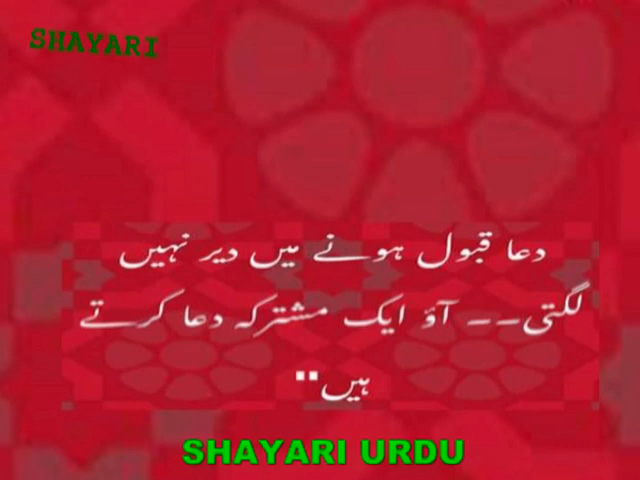 SHAYARI
دعا قبول ہونے میں دیر نہیں
لگتی۔۔ آؤ ایک مشترکہ دعا کرتے
ہیں"
SHAYARI URDU